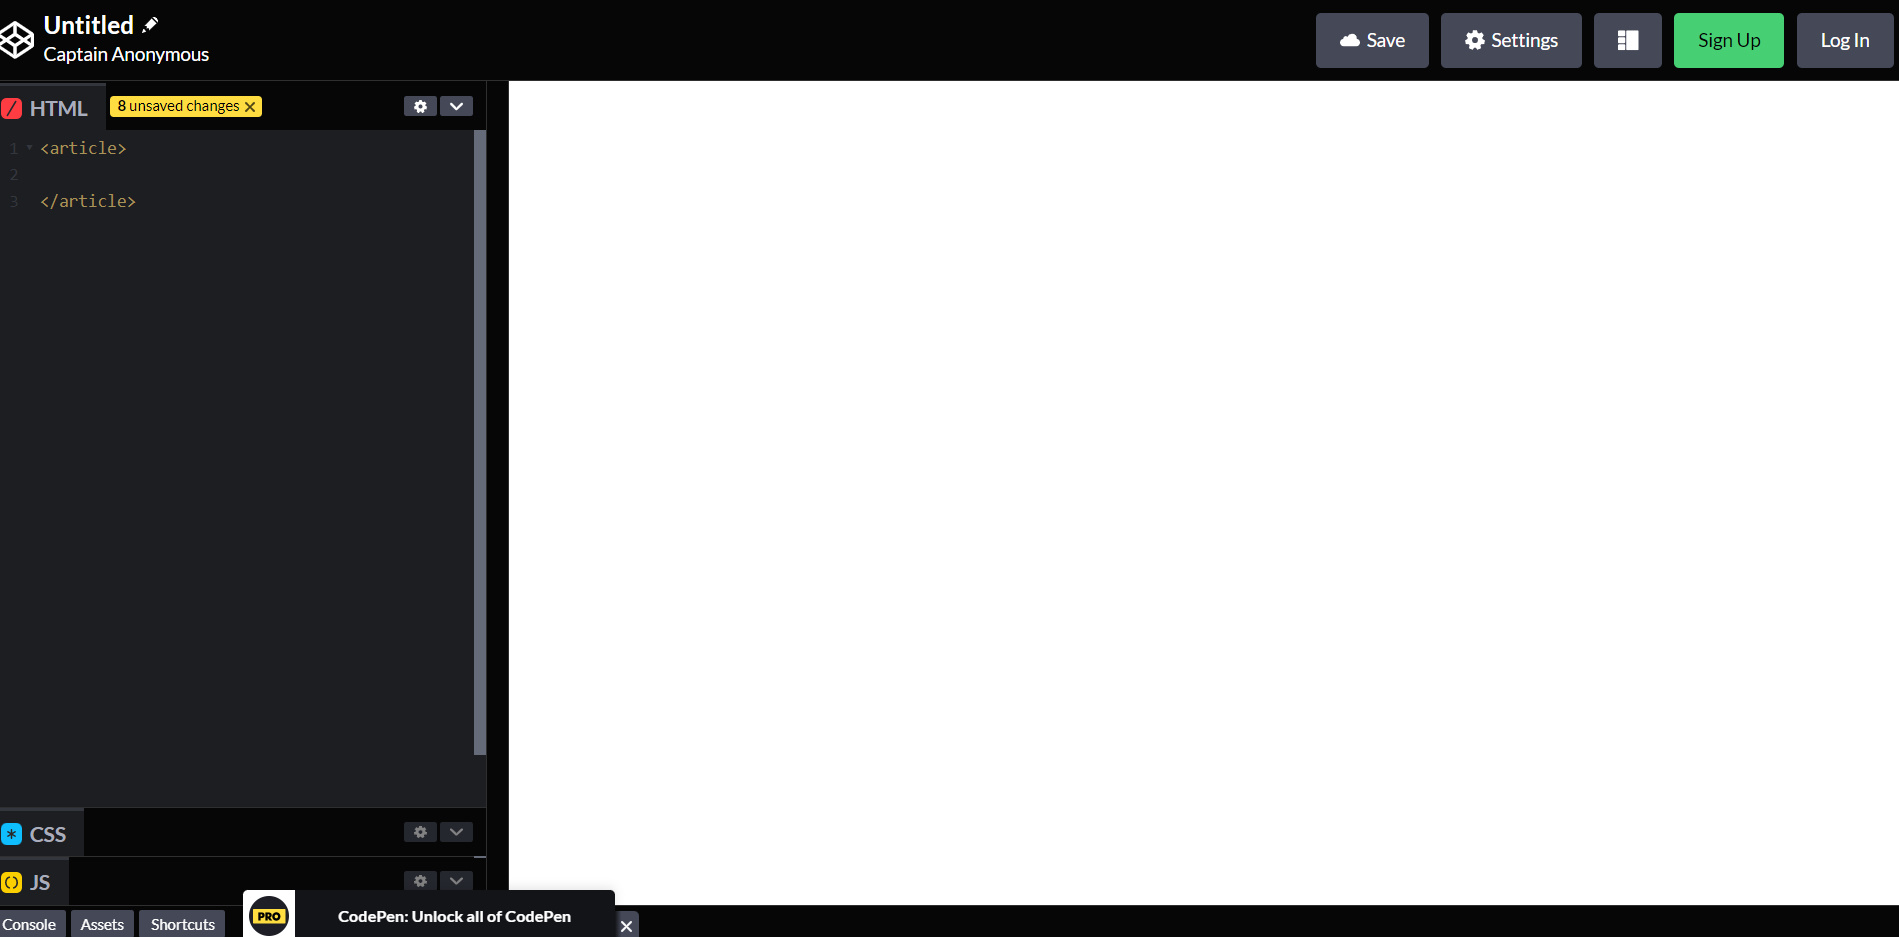 Untitled
Captain Anonymous
Save
Settings
Sign Up
Log In
HTML
8 unsaved changes
1 <article>
2
3 </article>
CSS
JS
Console
Assets
Shortcuts
PRO
CodePen: Unlock all of CodePen